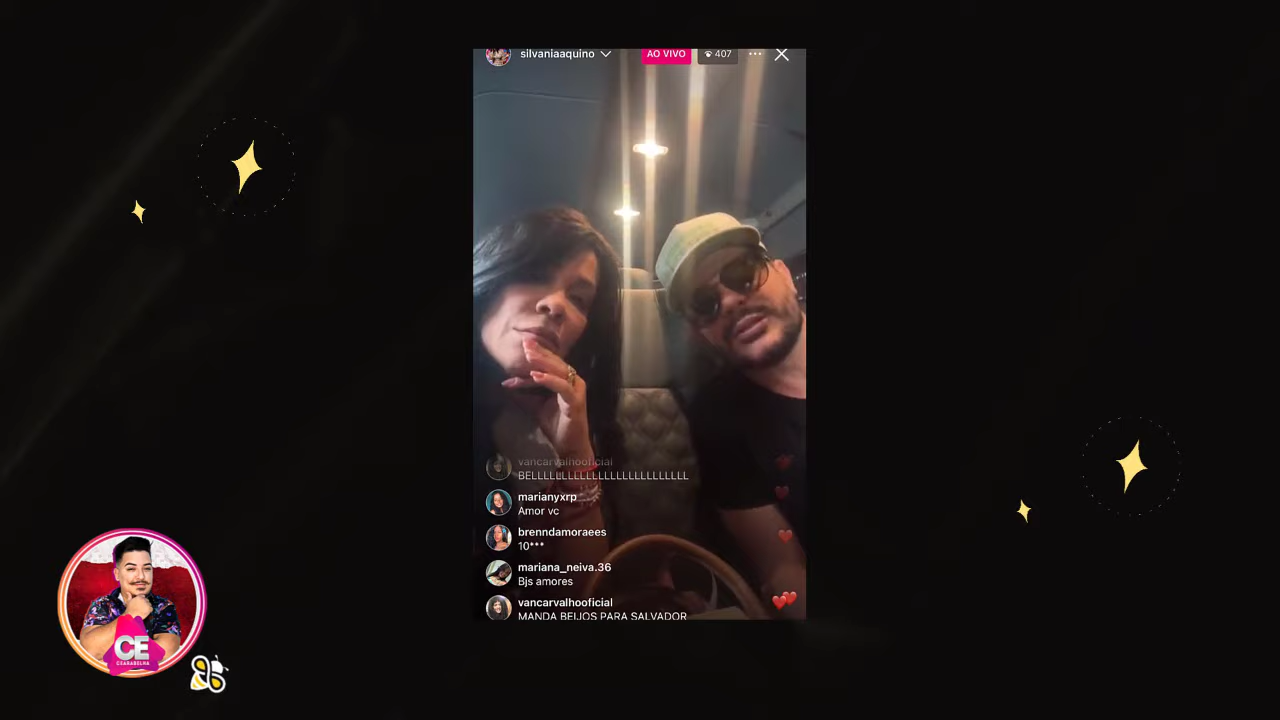 silvaniaaquino
AO VIVO
407
vancarvalhooficial
BELLLLLLLLLLLLLLLLLLLLLLLLLL
marianyxrp
Amor vc
brenndamoraees
10***
mariana_neiva.36
Bjs amores
vancarvalhooficial
MANDA BEIJOS PARA SALVADOR
CE
CEARABELHA